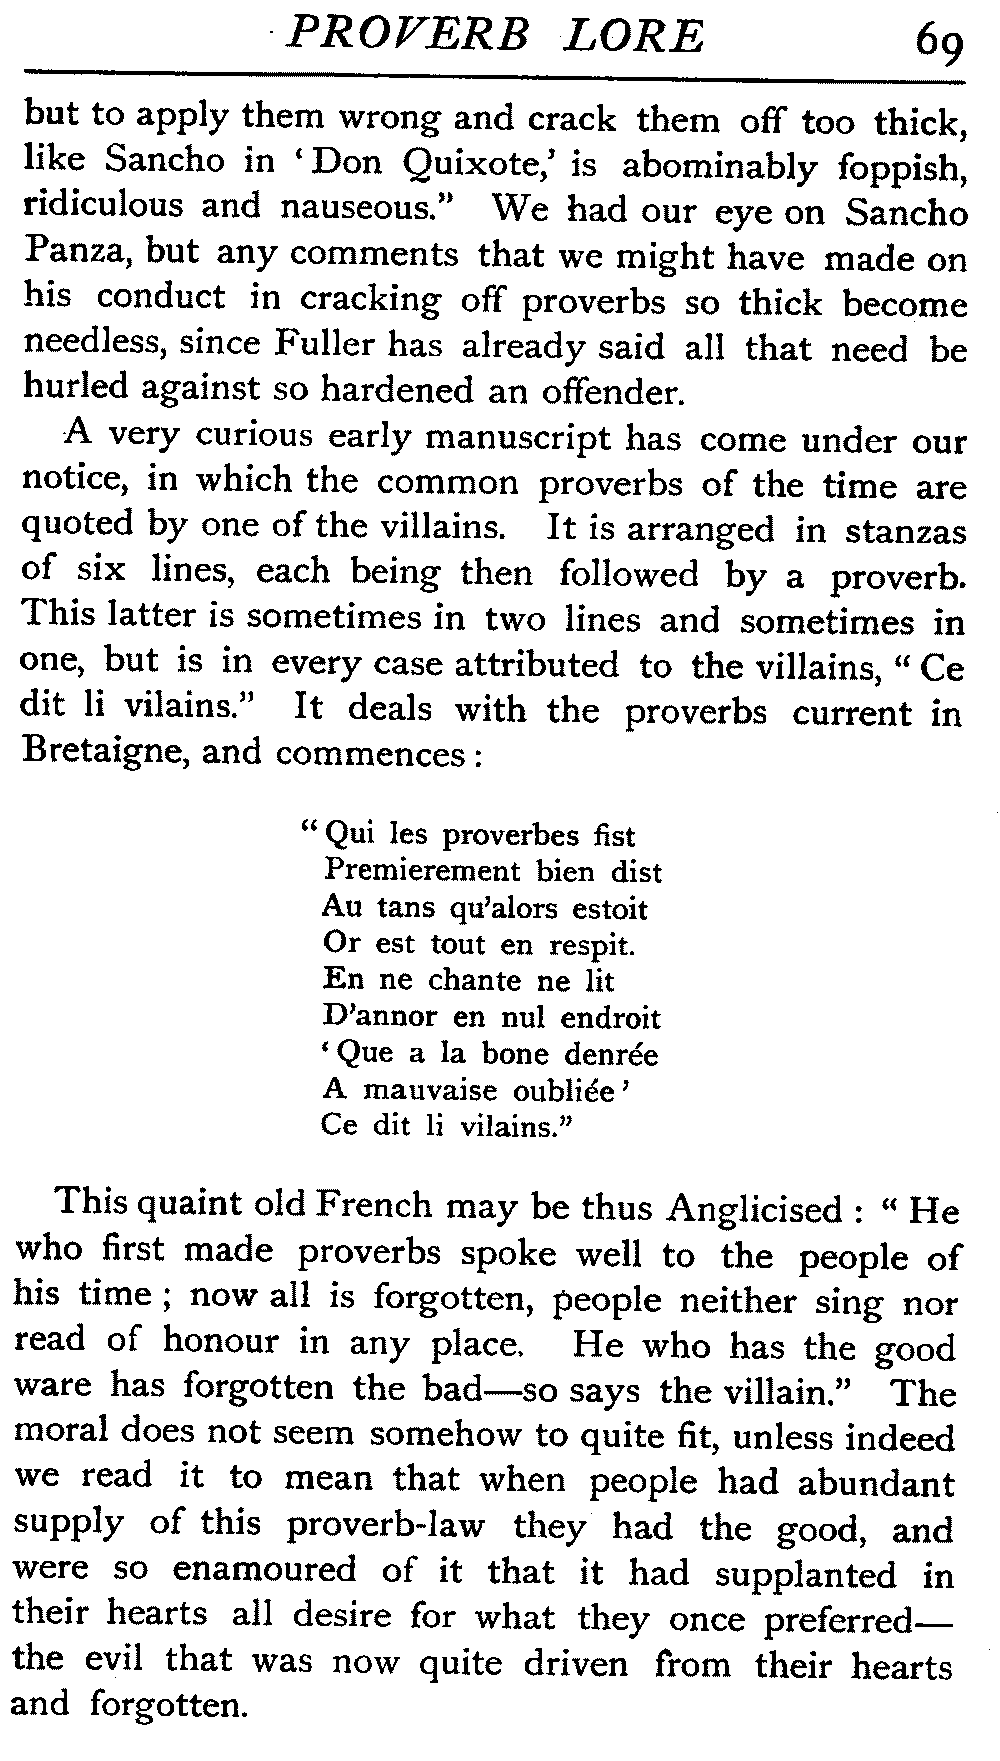 PROVERB LORE 69
but to apply them wrong and crack them off too thick,
like Sancho in ‘Don Quixote,’ is abominably foppish,
ridiculous and nauseous.” We had our eye on Sancho
Panza, but any comments that we might have made on
his conduct in cracking off proverbs so thick become
needless, since Fuller has already said all that need be
hurled against so hardened an offender.
A very curious early manuscript has come under our
notice, in which the common proverbs of the time are
quoted by one of the villains. It is arranged in stanzas
of six lines, each being then followed by a proverb.
This latter is sometimes in two lines and sometimes in
one, but is in every case attributed to the villains, “Ce
dit li vilains.” It deals with the proverbs current in
Bretaigne, and commences :
“Qui les proverbes fist
Premierement bien dist
Au tans qu’alors estoit
Or est tout en respit.
En ne chante ne lit
D’annor en nul endroit
‘Que a la bone denrée
A mauvaise oubliée’
Ce dit li vilains.”
This quaint old French may be thus Anglicised : “He
who first made proverbs spoke well to the people of
his time ; now all is forgotten, people neither sing nor
read of honour in any place. He who has the good
ware has forgotten the bad—so says the villain.” The
moral does not seem somehow to quite fit, unless indeed
we read it to mean that when people had abundant
supply of this proverb-law they had the good, and
were so enamoured of it that it had supplanted in
their hearts all desire for what they once preferred—
the evil that was now quite driven from their hearts
and forgotten.